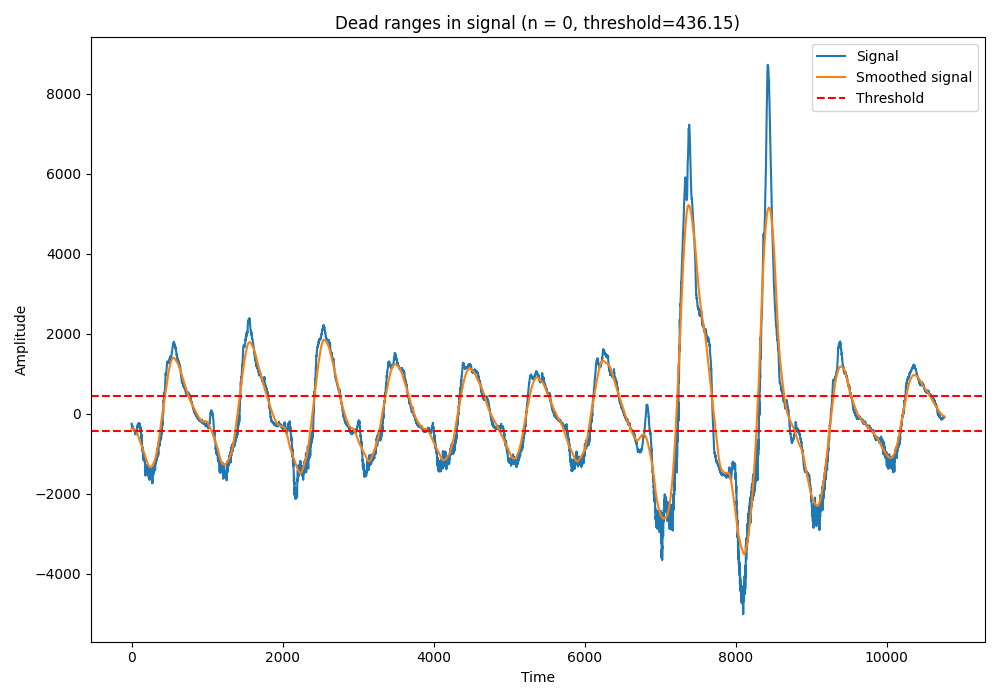 Dead ranges in signal (n = 0, threshold=436.15)
Signal
Smoothed signal
Threshold
8000
6000
4000
2000
0
−2000
−4000
Amplitude
0
2000
4000
6000
8000
10000
Time